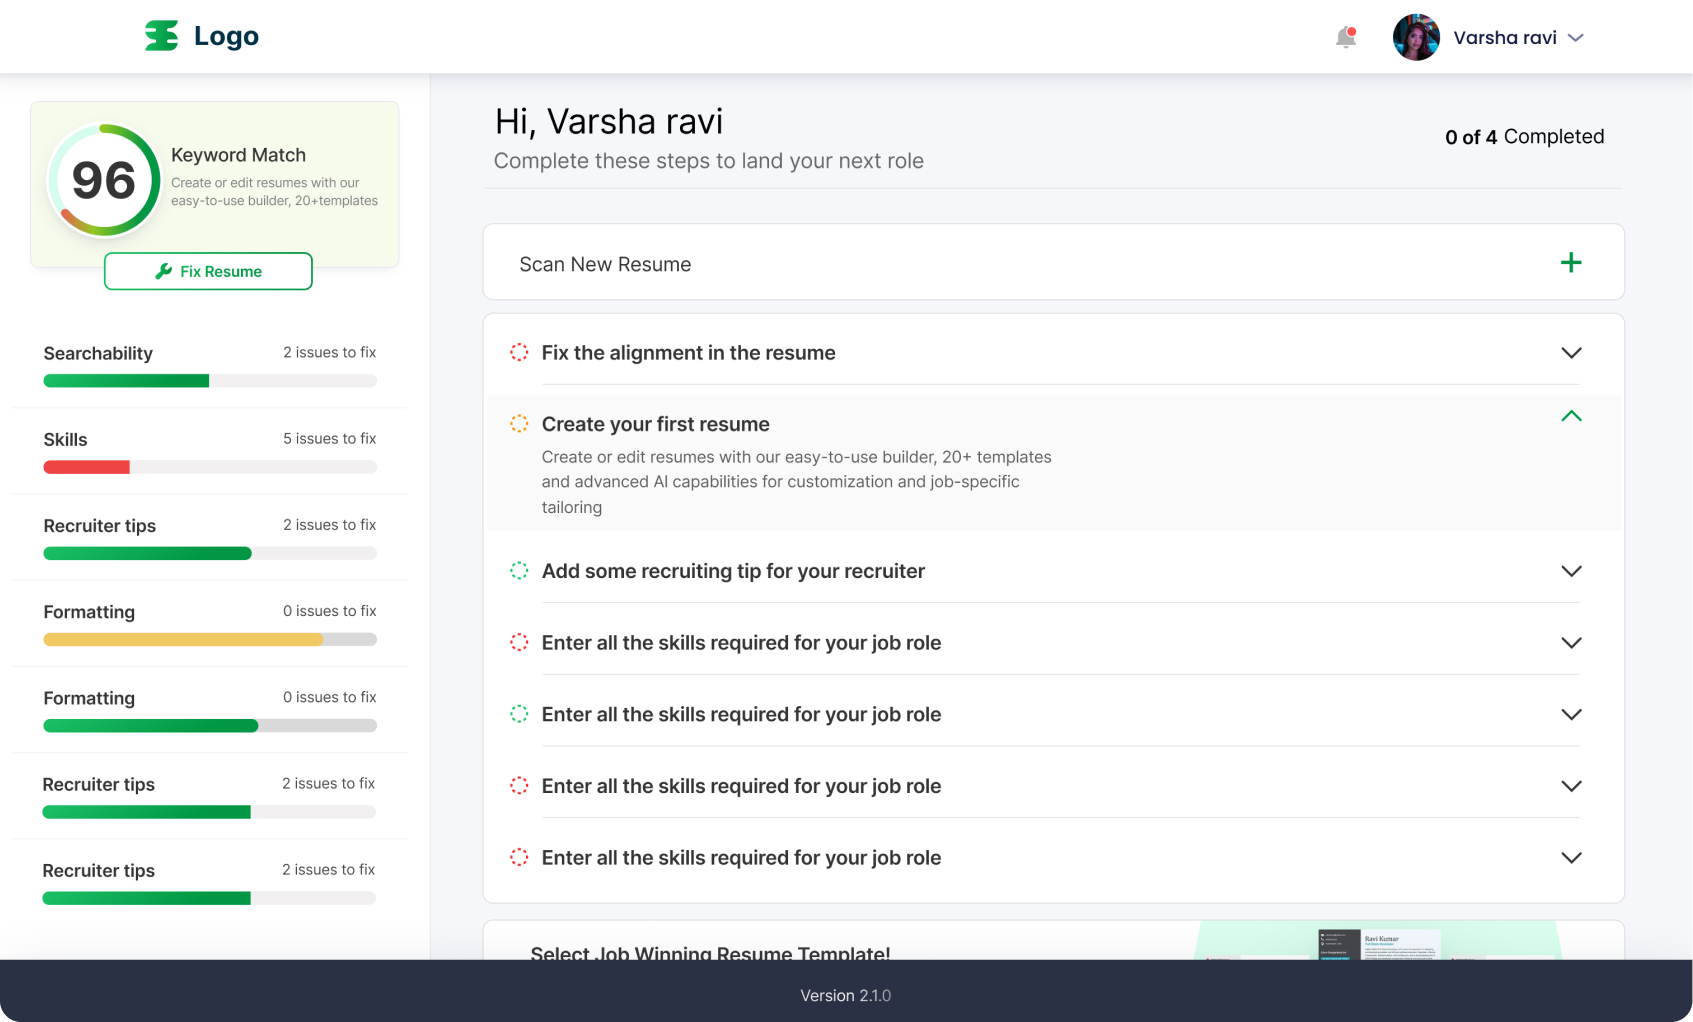 Logo
Varsha ravi
96
Keyword Match
Create or edit resumes with our
easy-to-use builder, 20+templates
Fix Resume
Searchability
2 issues to fix
Skills
5 issues to fix
Recruiter tips
2 issues to fix
Formatting
0 issues to fix
Formatting
0 issues to fix
Recruiter tips
2 issues to fix
Recruiter tips
2 issues to fix
Hi, Varsha ravi
Complete these steps to land your next role
0 of 4 Completed
Scan New Resume
Fix the alignment in the resume
Create your first resume
Create or edit resumes with our easy-to-use builder, 20+ templates
and advanced AI capabilities for customization and job-specific
tailoring
Add some recruiting tip for your recruiter
Enter all the skills required for your job role
Enter all the skills required for your job role
Enter all the skills required for your job role
Enter all the skills required for your job role
Select Job Winning Resume Template!
Ravi Kumar
Version 2.1.0